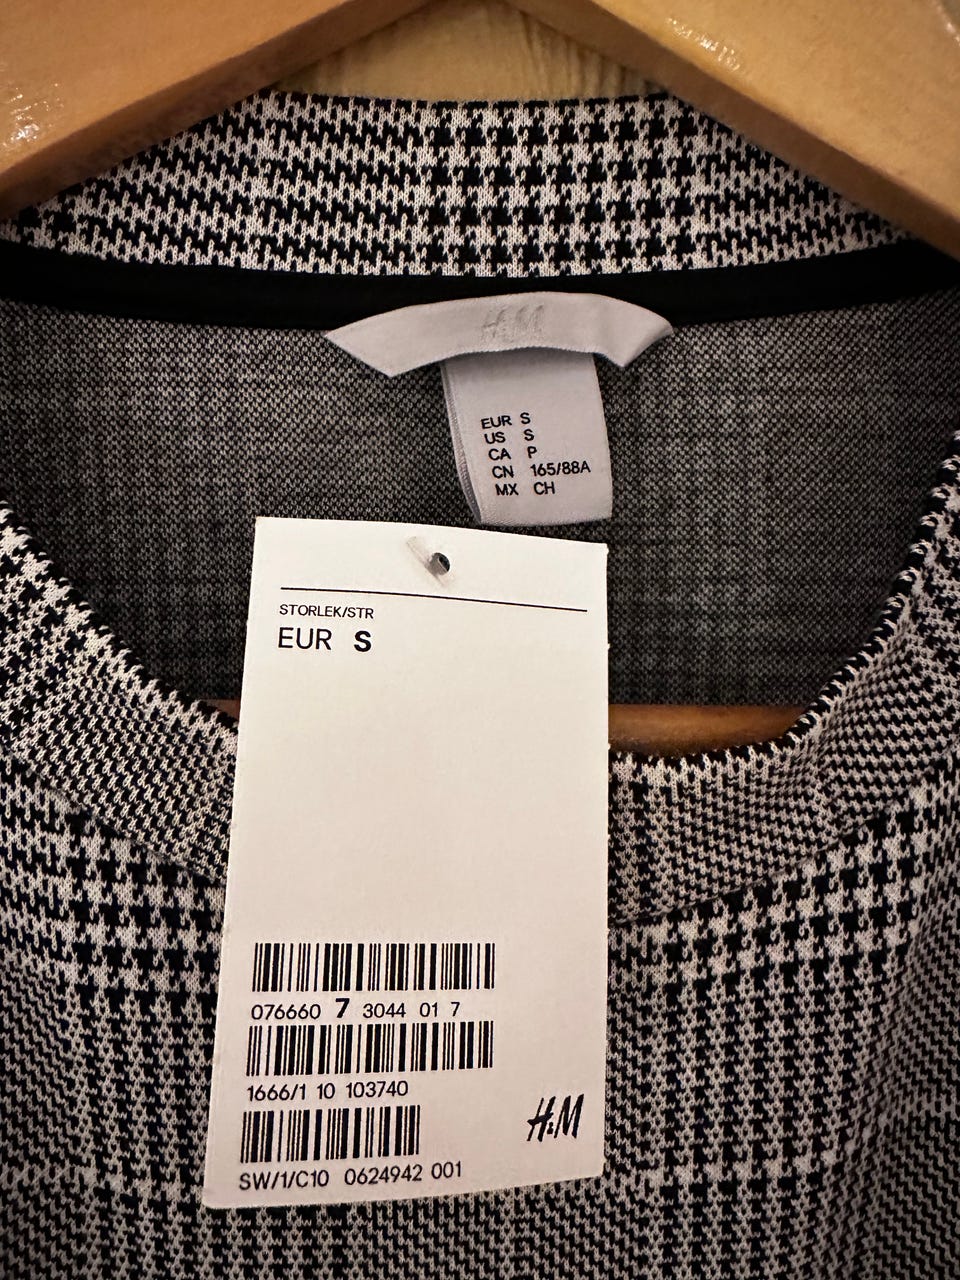 H&M
EUR S
US S
CA P
CN 165/88A
MX CH
STORLEK/STR
EUR S
076660 7 3044 01 7
1666/1 10 103740
H&M
SW/1/C10 0624942 001